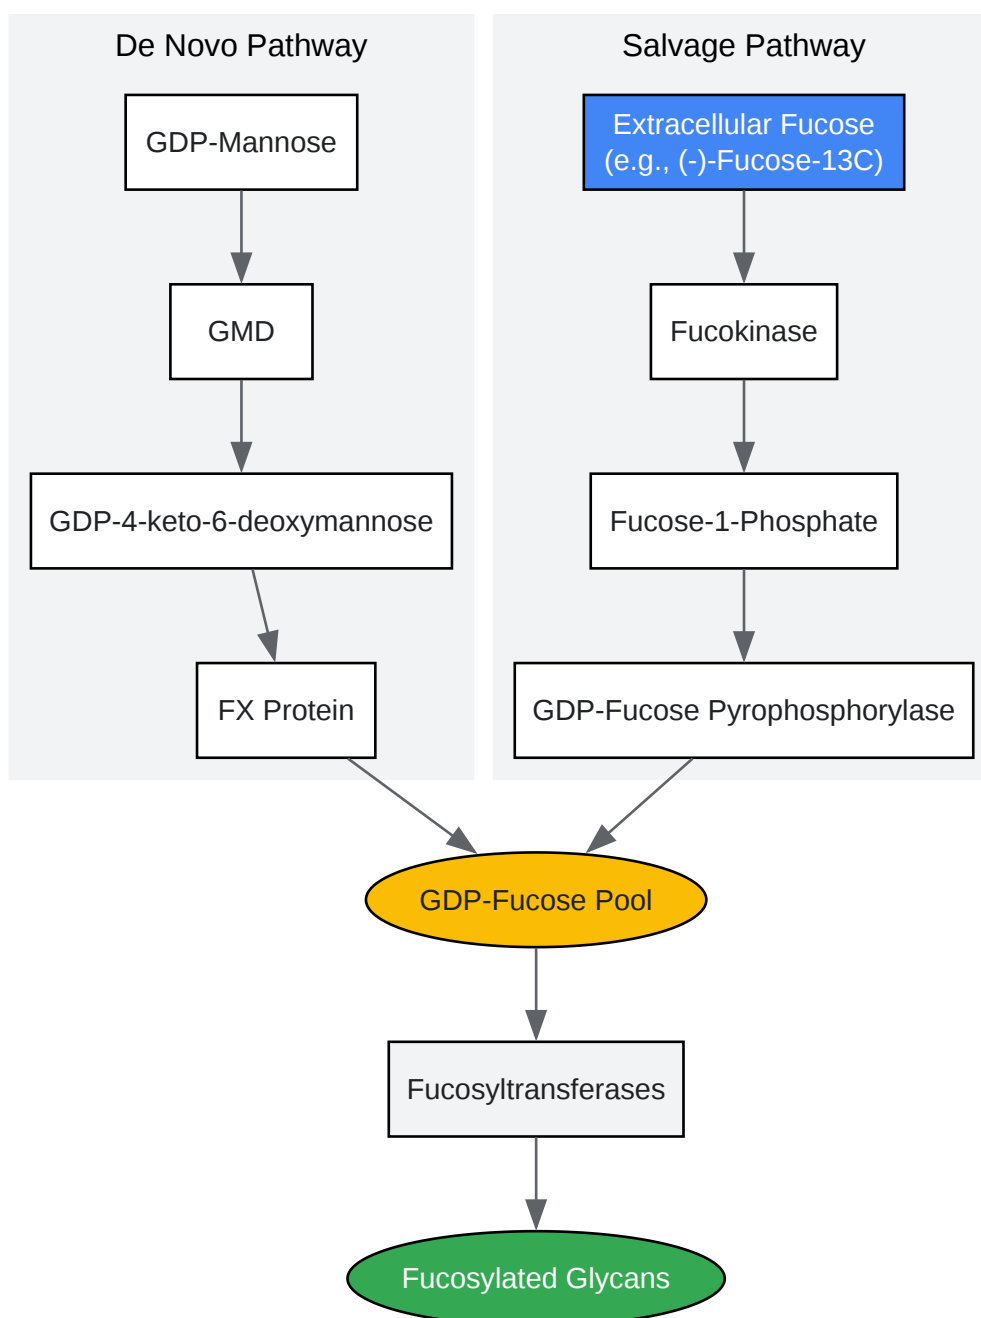 De Novo Pathway
GDP-Mannose
GMD
GDP-4-keto-6-deoxymannose
FX Protein
Salvage Pathway
Extracellular Fucose
(e.g., (-)-Fucose-13C)
Fucokinase
Fucose-1-Phosphate
GDP-Fucose Pyrophosphorylase
GDP-Fucose Pool
Fucosyltransferases
Fucosylated Glycans